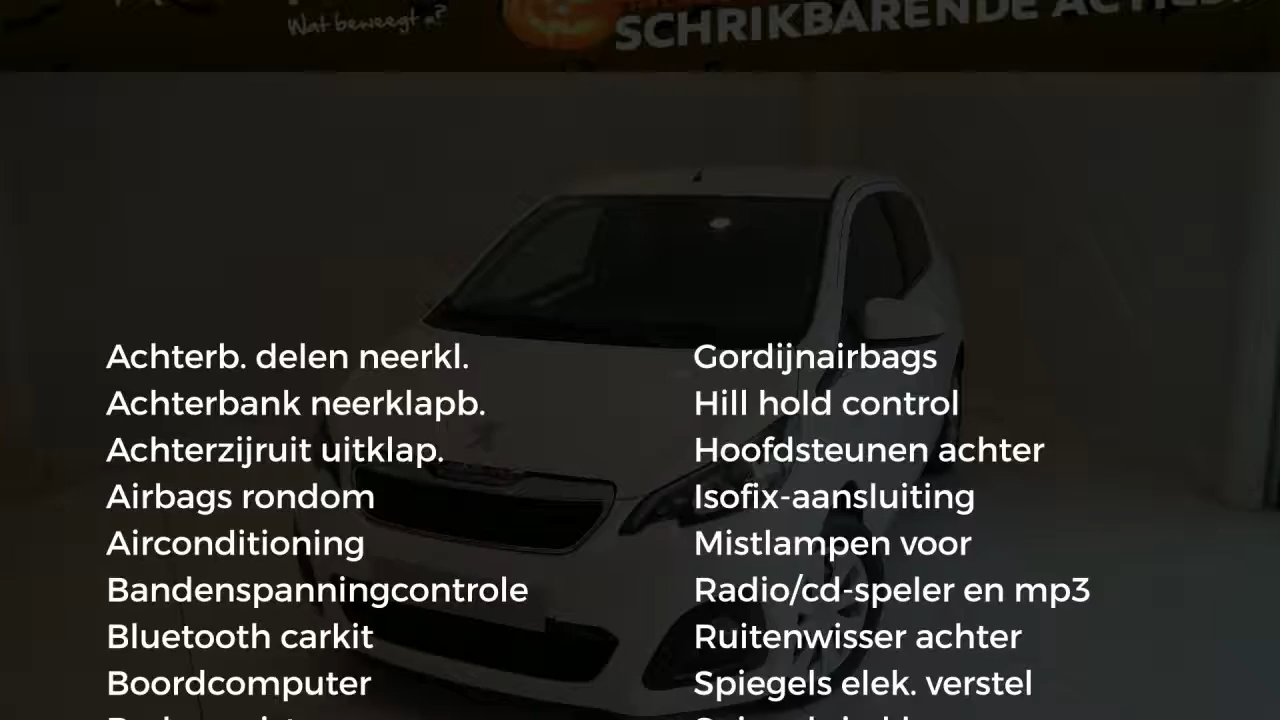 Wat beweegt u?
SCHRIKBARENDE ACTIES
Achterb. delen neerkl.
Achterbank neerklapb.
Achterzijruit uitklap.
Airbags rondom
Airconditioning
Bandenspanningcontrole
Bluetooth carkit
Boordcomputer
Gordijnairbags
Hill hold control
Hoofdsteunen achter
Isofix-aansluiting
Mistlampen voor
Radio/cd-speler en mp3
Ruitenwisser achter
Spiegels elek. verstel